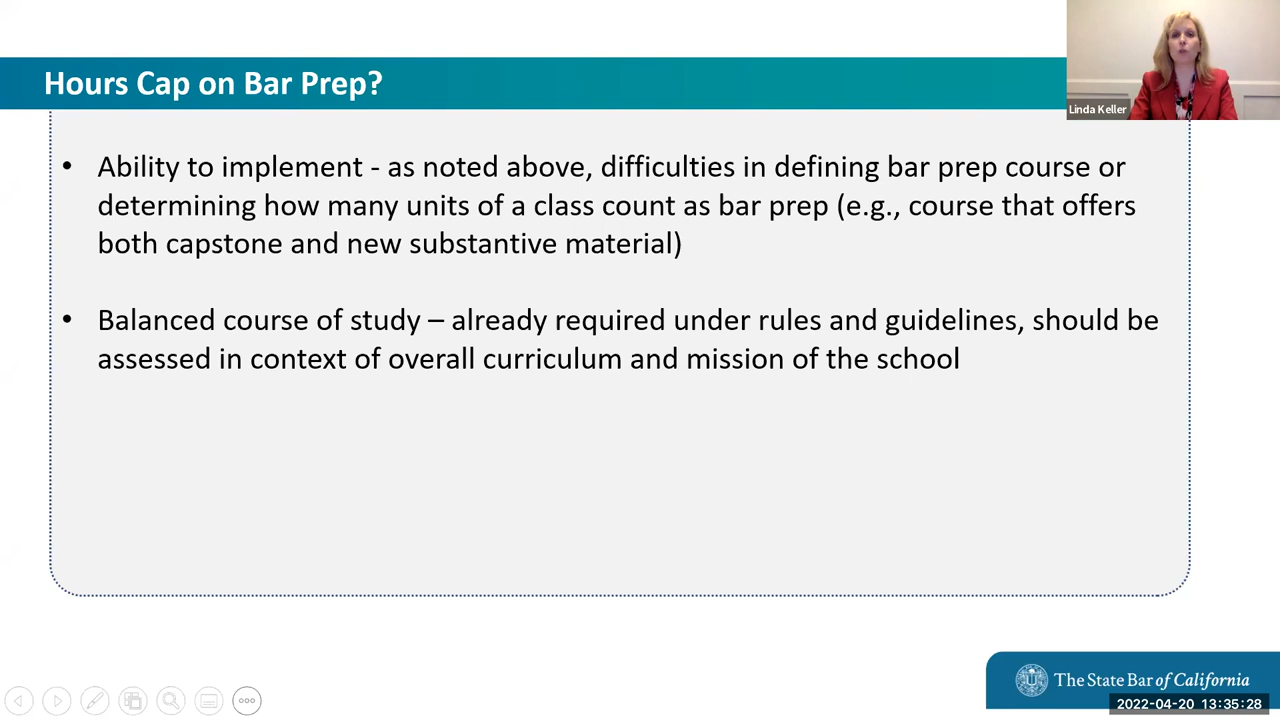 Hours Cap on Bar Prep?
Linda Keller
• Ability to implement - as noted above, difficulties in defining bar prep course or
determining how many units of a class count as bar prep (e.g., course that offers
both capstone and new substantive material)
• Balanced course of study – already required under rules and guidelines, should be
assessed in context of overall curriculum and mission of the school
The State Bar of California
2022-04-20 13:35:28